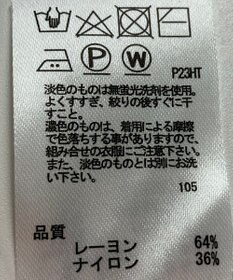 P W
P23HT
淡色のものは無蛍光洗剤を使用。
よくすすぎ、絞りの後すぐに干
すこと。
濃色のものは、着用による摩擦
で色落ちする事がありますので、
組み合せの衣服にご注意下さい。
また、淡色のものとは別にお洗
い下さい。
105
品質
レーヨン 64%
ナイロン 36%